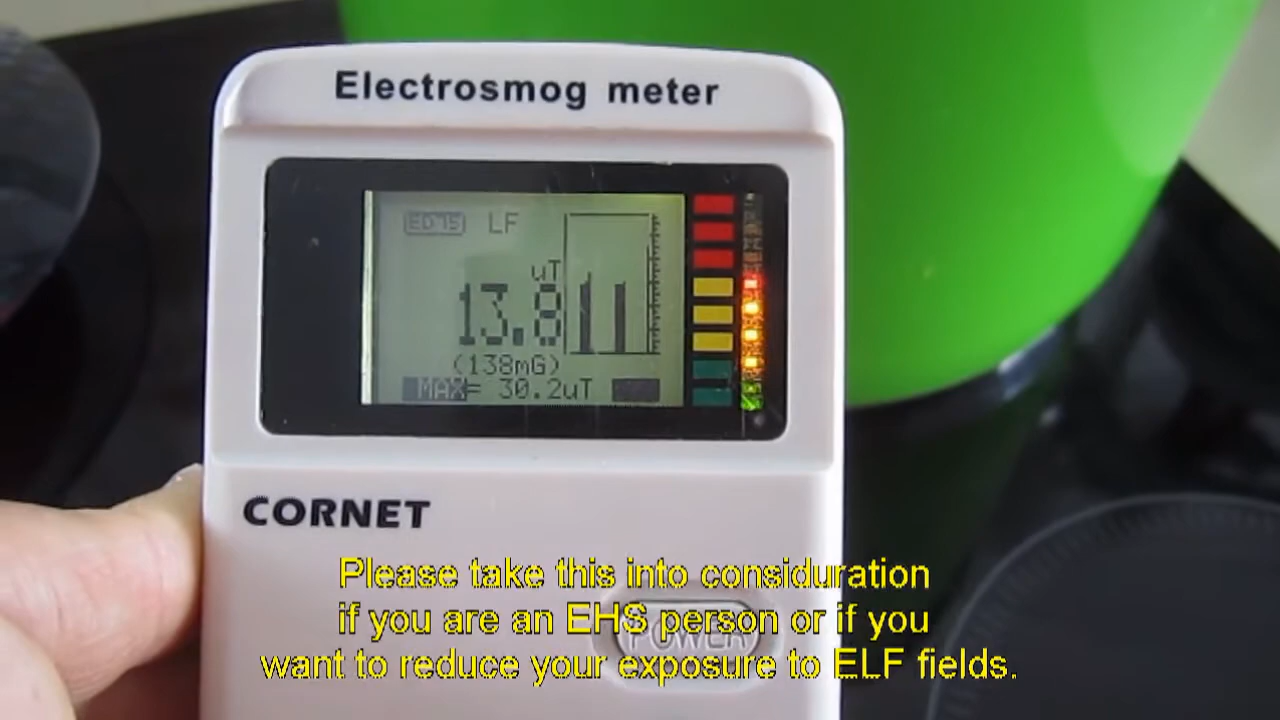 Electrosmog meter
ED75 LF
uT
13.8
(138mG)
MAX= 30.2uT
CORNET
POWER
Please take this into considuration
if you are an EHS person or if you
want to reduce your exposure to ELF fields.